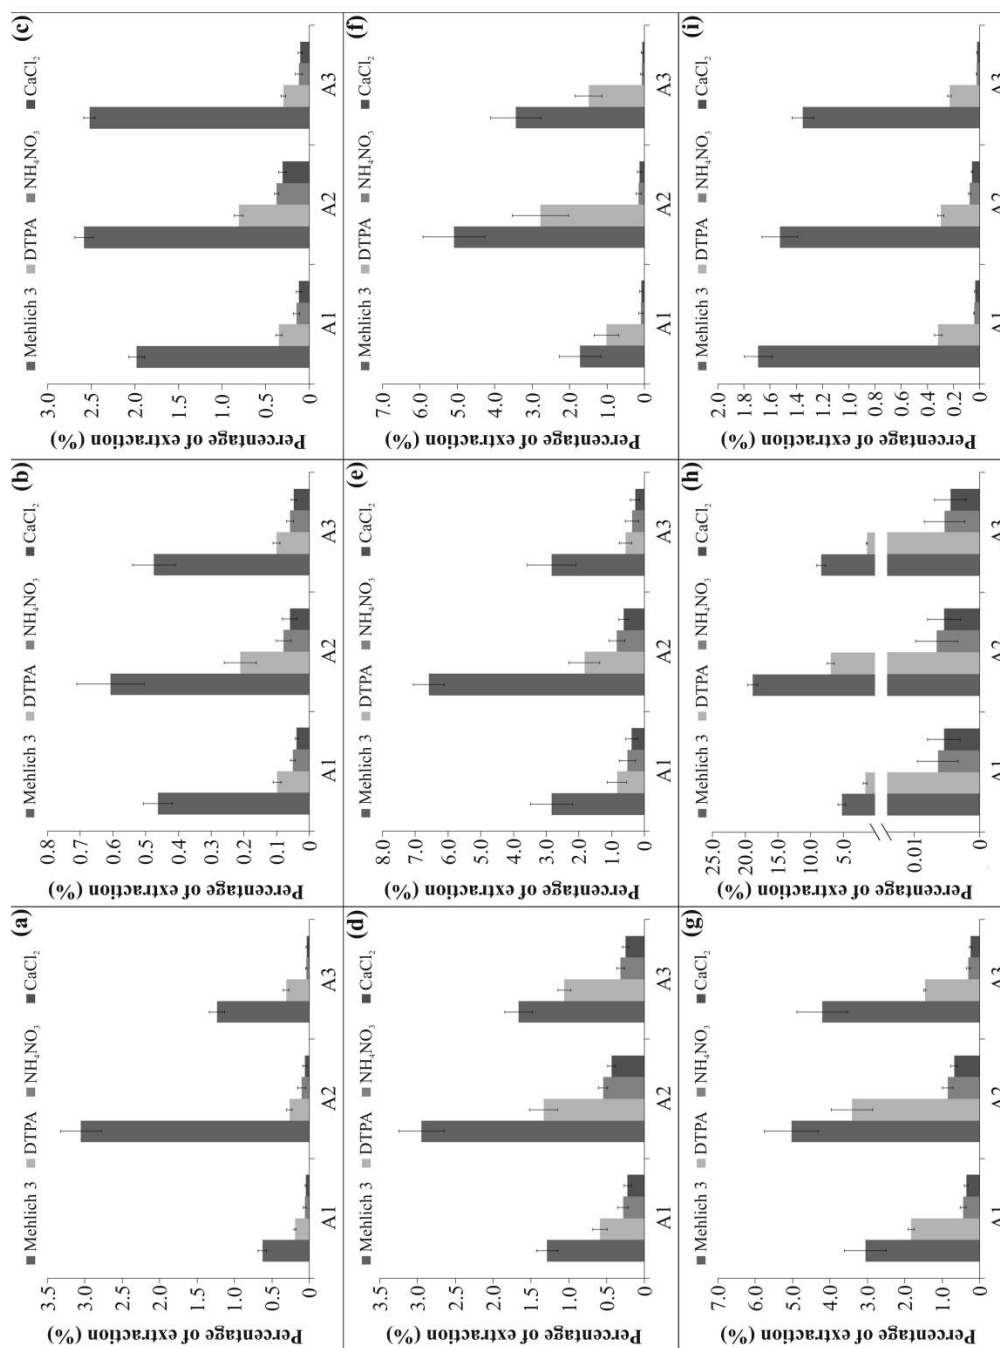 (a)
Mehlich 3 DTPA NH₄NO₃ CaCl₂
Percentage of extraction (%)
3.5
3.0
2.5
2.0
1.5
1.0
0.5
0
A1 A2 A3
(b)
Mehlich 3 DTPA NH₄NO₃ CaCl₂
Percentage of extraction (%)
0.8
0.7
0.6
0.5
0.4
0.3
0.2
0.1
0
A1 A2 A3
(c)
Mehlich 3 DTPA NH₄NO₃ CaCl₂
Percentage of extraction (%)
3.0
2.5
2.0
1.5
1.0
0.5
0
A1 A2 A3
(d)
Mehlich 3 DTPA NH₄NO₃ CaCl₂
Percentage of extraction (%)
3.5
3.0
2.5
2.0
1.5
1.0
0.5
0
A1 A2 A3
(e)
Mehlich 3 DTPA NH₄NO₃ CaCl₂
Percentage of extraction (%)
8.0
7.0
6.0
5.0
4.0
3.0
2.0
1.0
0
A1 A2 A3
(f)
Mehlich 3 DTPA NH₄NO₃ CaCl₂
Percentage of extraction (%)
7.0
6.0
5.0
4.0
3.0
2.0
1.0
0
A1 A2 A3
(g)
Mehlich 3 DTPA NH₄NO₃ CaCl₂
Percentage of extraction (%)
7.0
6.0
5.0
4.0
3.0
2.0
1.0
0
A1 A2 A3
(h)
Mehlich 3 DTPA NH₄NO₃ CaCl₂
Percentage of extraction (%)
25.0
20.0
15.0
10.0
5.0
0.01
0
A1 A2 A3
(i)
Mehlich 3 DTPA NH₄NO₃ CaCl₂
Percentage of extraction (%)
2.0
1.8
1.6
1.4
1.2
1.0
0.8
0.6
0.4
0.2
0
A1 A2 A3